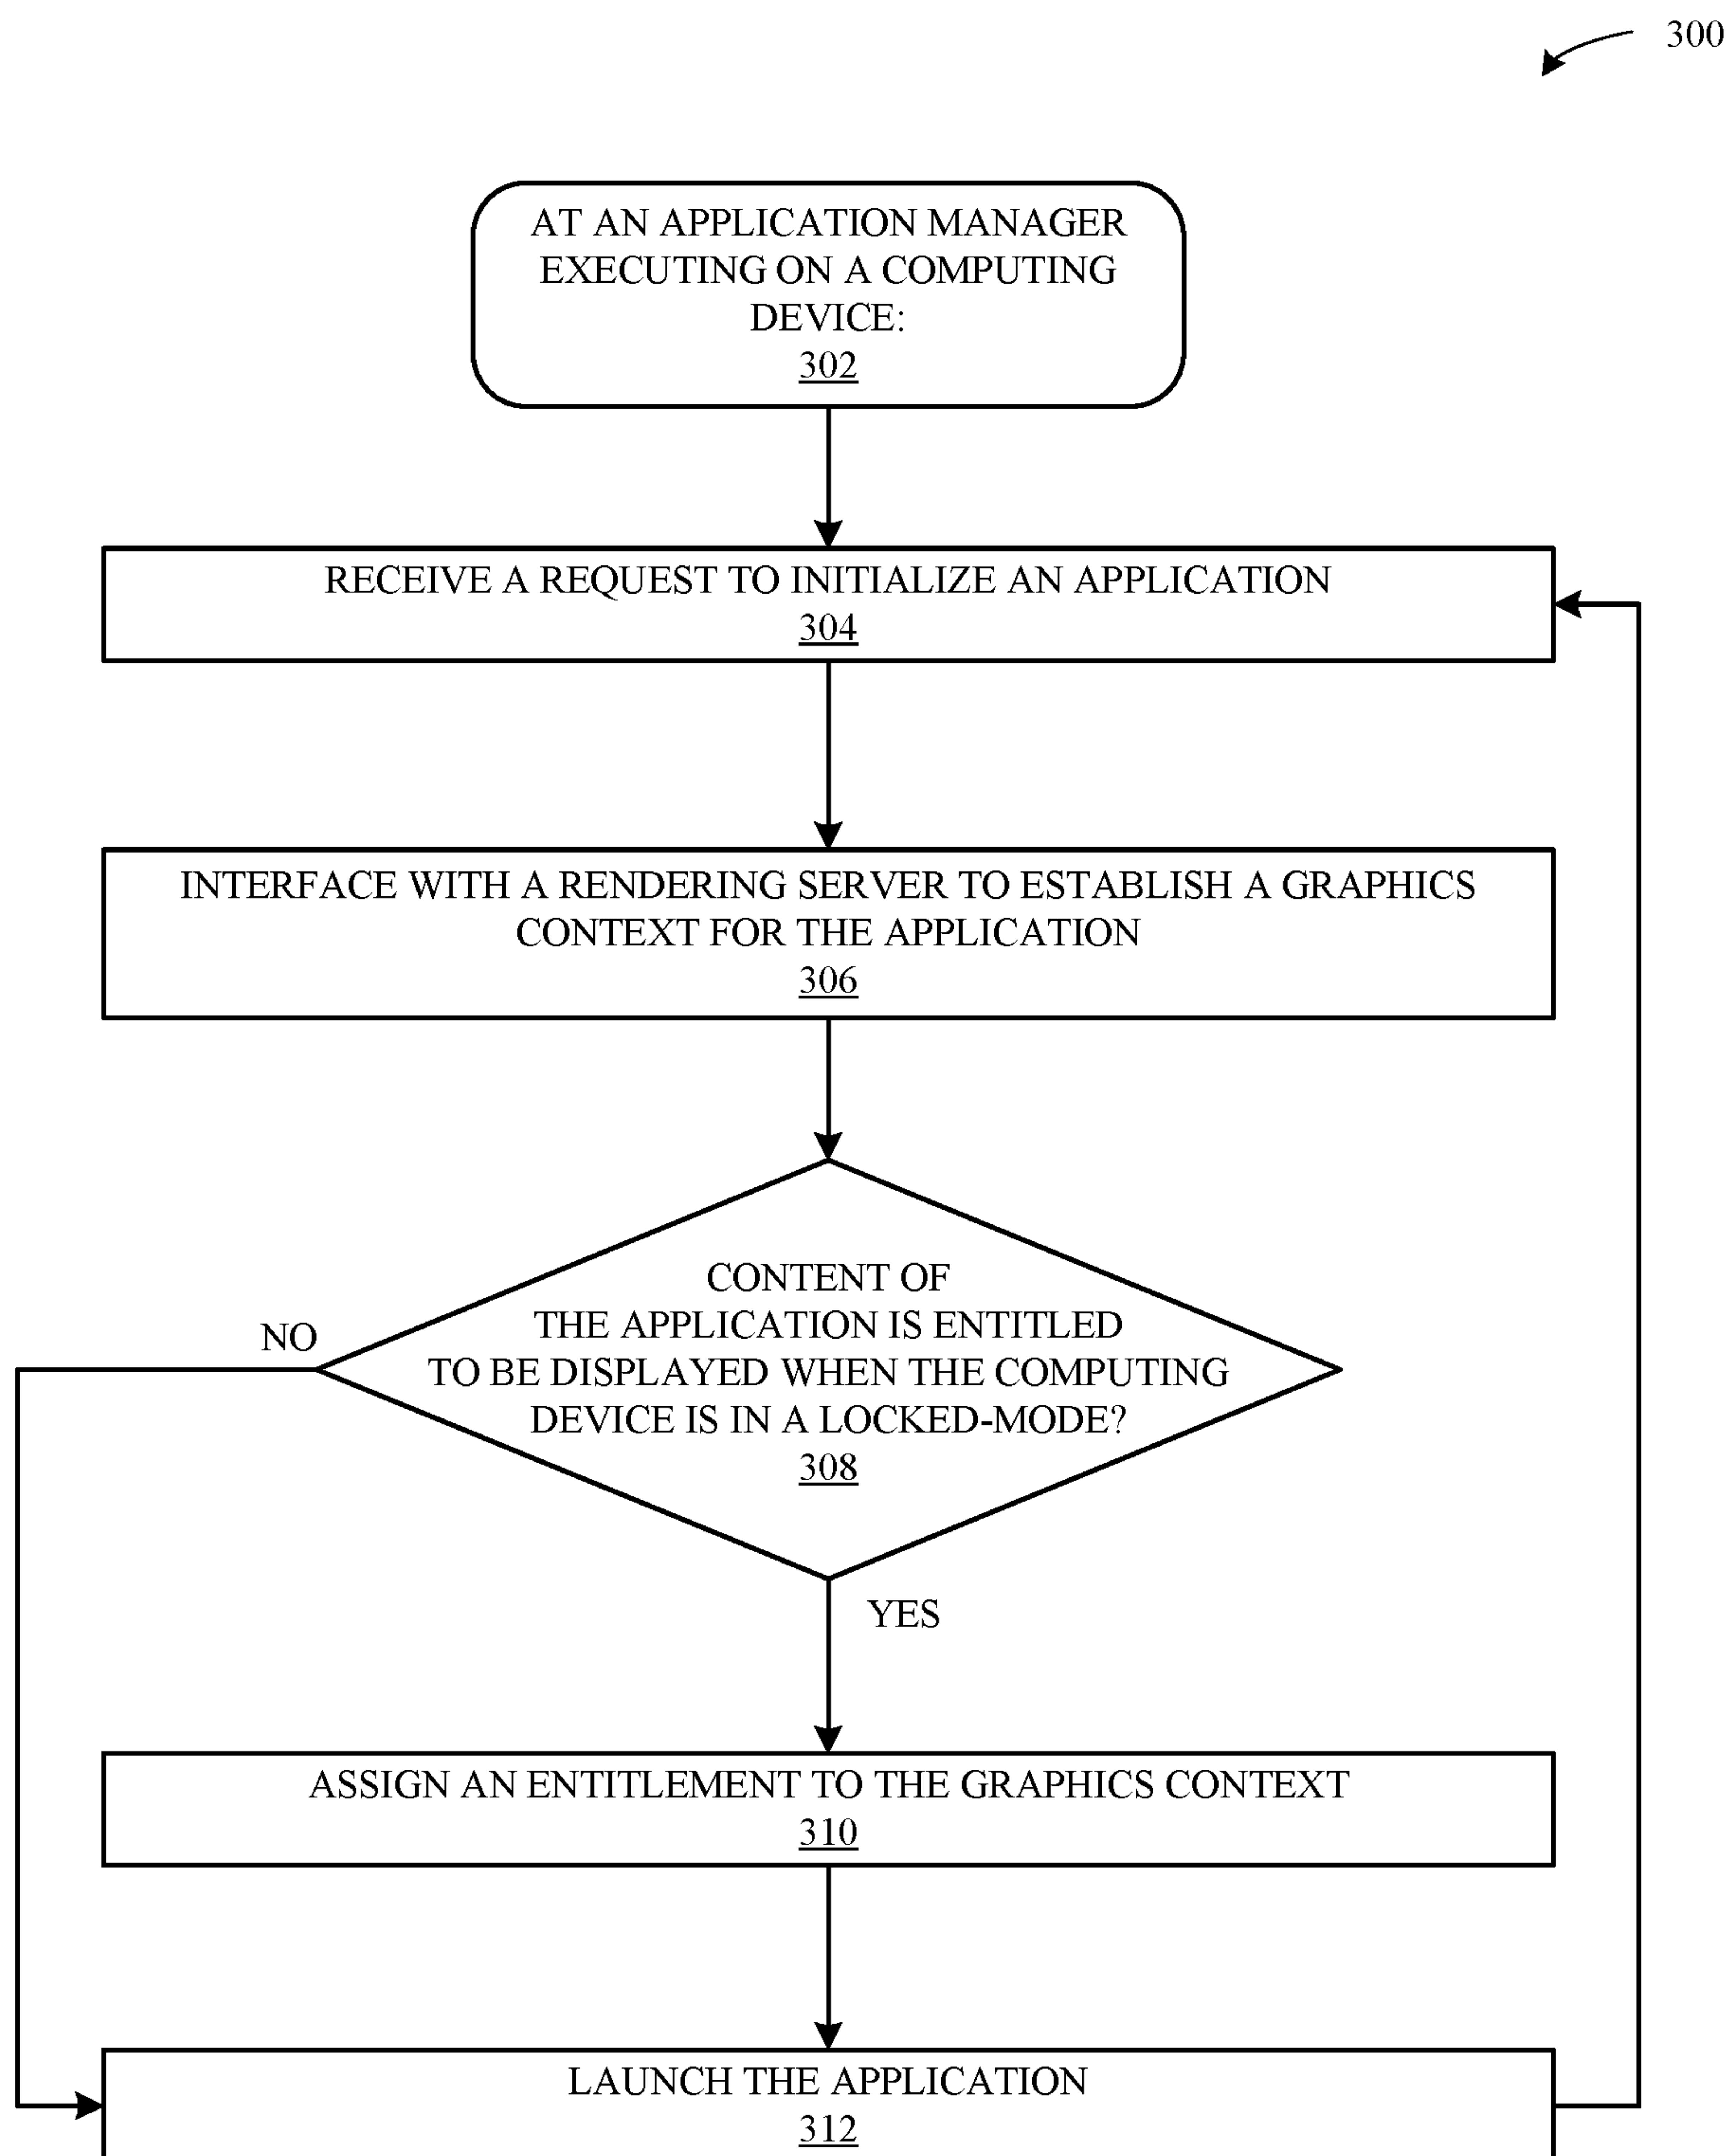 300
AT AN APPLICATION MANAGER
EXECUTING ON A COMPUTING
DEVICE:
302
RECEIVE A REQUEST TO INITIALIZE AN APPLICATION
304
INTERFACE WITH A RENDERING SERVER TO ESTABLISH A GRAPHICS
CONTEXT FOR THE APPLICATION
306
CONTENT OF
THE APPLICATION IS ENTITLED
TO BE DISPLAYED WHEN THE COMPUTING
DEVICE IS IN A LOCKED-MODE?
308
NO
YES
ASSIGN AN ENTITLEMENT TO THE GRAPHICS CONTEXT
310
LAUNCH THE APPLICATION
312